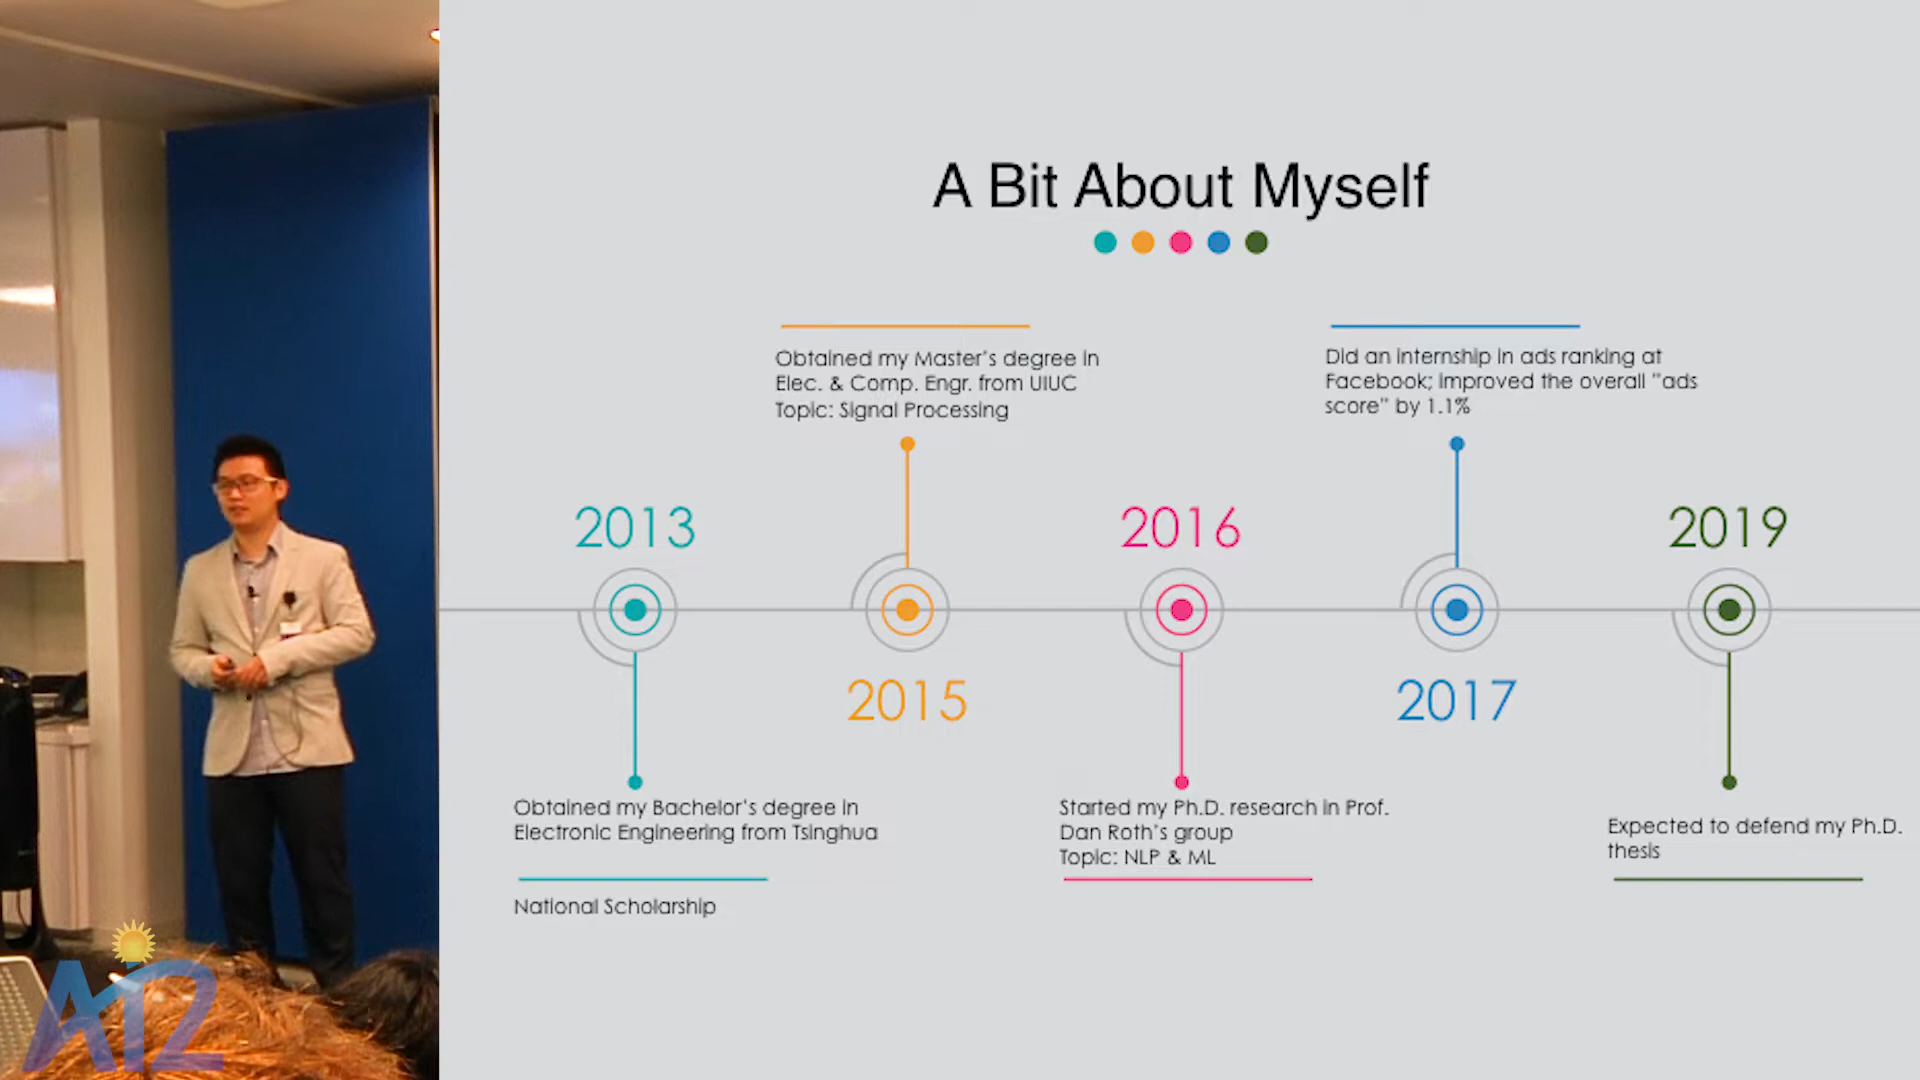 A Bit About Myself
Obtained my Master's degree in
Elec. & Comp. Engr. from UIUC
Topic: Signal Processing
Did an internship in ads ranking at
Facebook; improved the overall "ads
score" by 1.1%
2013
2016
2019
2015
2017
Obtained my Bachelor's degree in
Electronic Engineering from Tsinghua
National Scholarship
Started my Ph.D. research in Prof.
Dan Roth's group
Topic: NLP & ML
Expected to defend my Ph.D.
thesis
Ai2